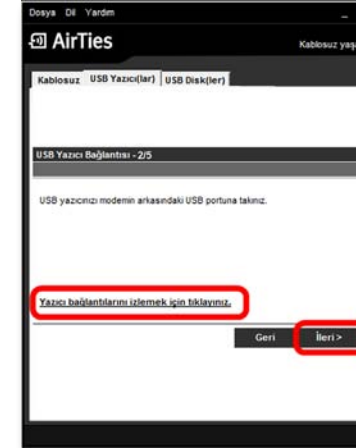 Dosya Dil Yardım
AirTies
Kablosuz yaşa
Kablosuz USB Yazıcı(lar) USB Disk(ler)
USB Yazıcı Bağlantısı - 2/5
USB yazıcınızı modemin arkasındaki USB portuna takınız.
Yazıcı bağlantılarını izlemek için tıklayınız.
Geri İleri >